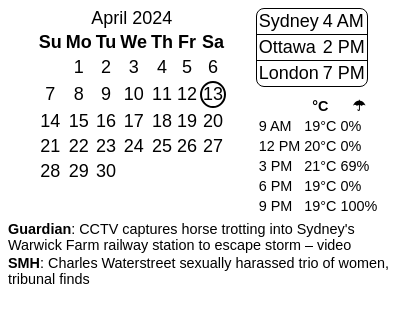 April 2024
Su Mo Tu We Th Fr Sa
1 2 3 4 5 6
7 8 9 10 11 12 13
14 15 16 17 18 19 20
21 22 23 24 25 26 27
28 29 30
Sydney 4 AM
Ottawa 2 PM
London 7 PM
°C ☂
9 AM 19°C 0%
12 PM 20°C 0%
3 PM 21°C 69%
6 PM 19°C 0%
9 PM 19°C 100%
Guardian: CCTV captures horse trotting into Sydney's
Warwick Farm railway station to escape storm – video
SMH: Charles Waterstreet sexually harassed trio of women,
tribunal finds